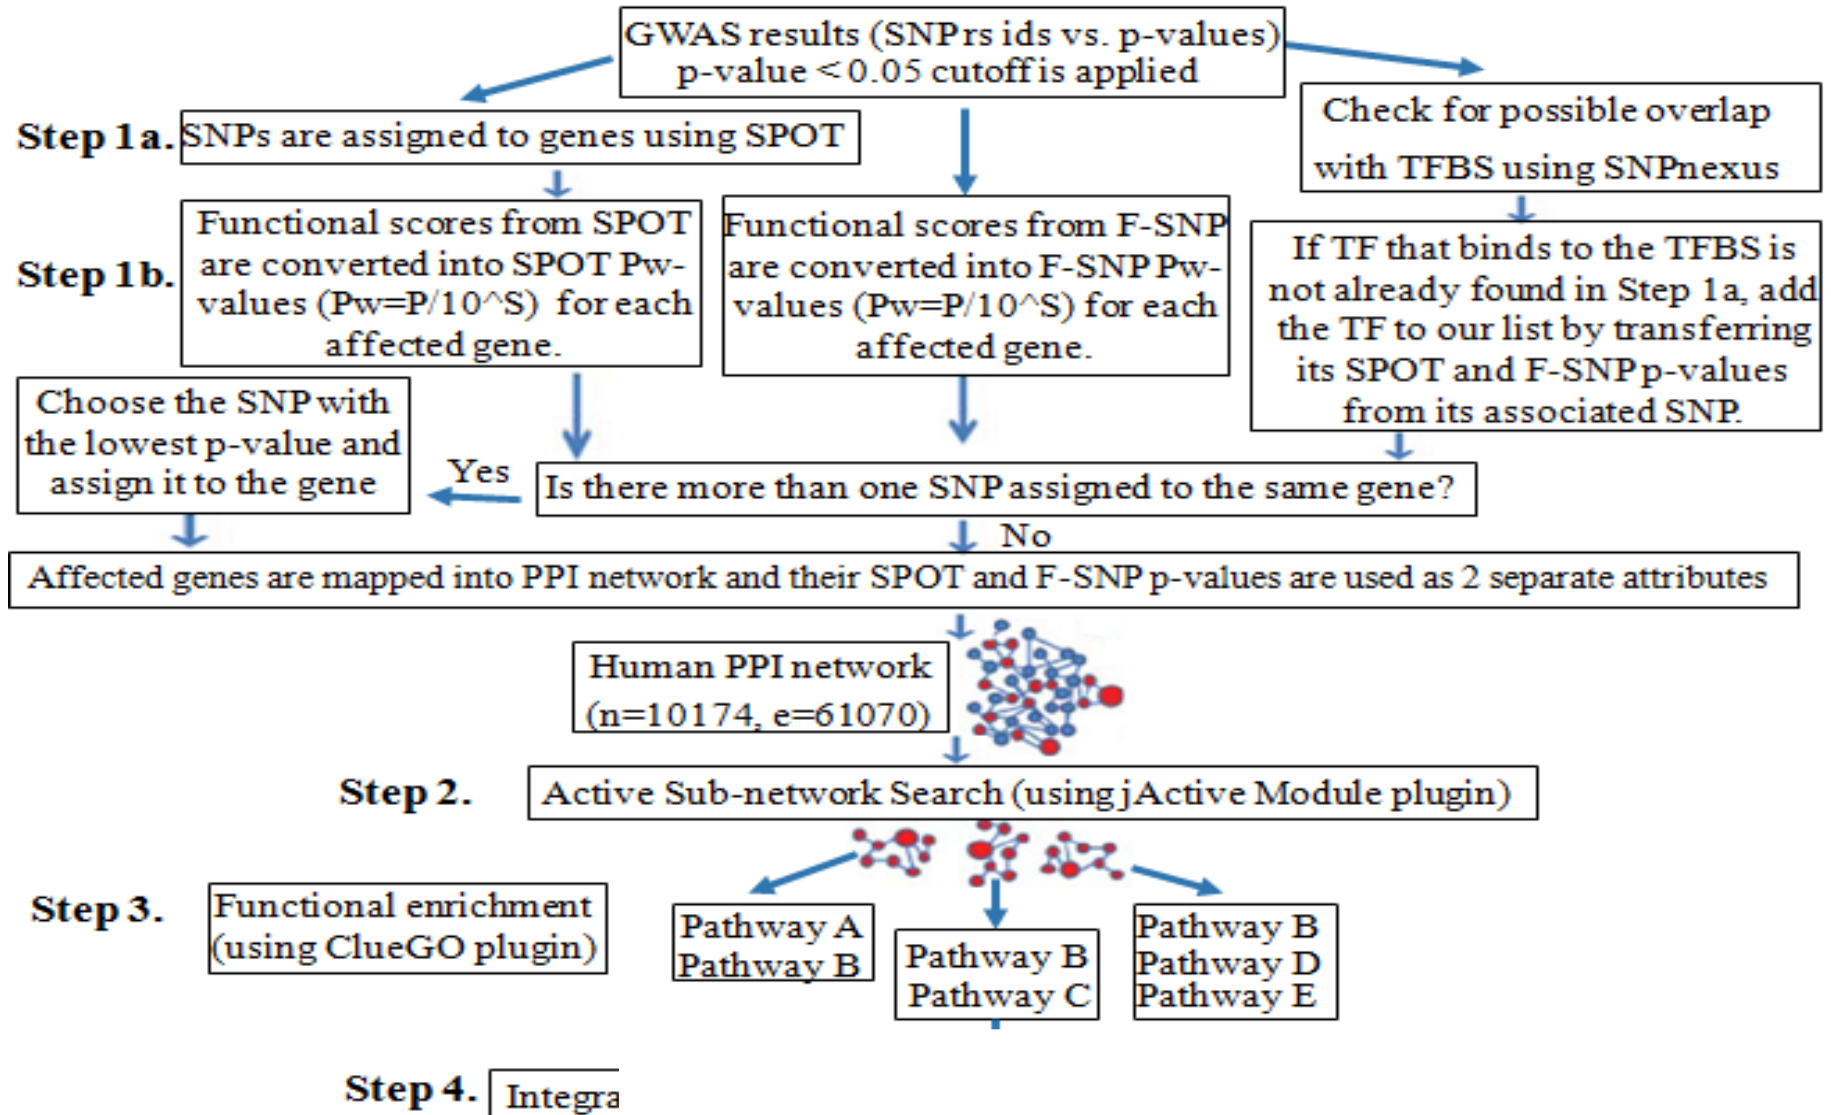 GWAS results (SNP rs ids vs. p-values)
p-value < 0.05 cutoff is applied
Step 1a.
SNPs are assigned to genes using SPOT
Check for possible overlap
with TFBS using SNPnexus
Step 1b.
Functional scores from SPOT
are converted into SPOT Pw-
values (Pw=P/10^S) for each
affected gene.
Functional scores from F-SNP
are converted into F-SNP Pw-
values (Pw=P/10^S) for each
affected gene.
If TF that binds to the TFBS is
not already found in Step 1a, add
the TF to our list by transferring
its SPOT and F-SNP p-values
from its associated SNP.
Choose the SNP with
the lowest p-value and
assign it to the gene
Yes
Is there more than one SNP assigned to the same gene?
No
Affected genes are mapped into PPI network and their SPOT and F-SNP p-values are used as 2 separate attributes
Human PPI network
(n=10174, e=61070)
Step 2.
Active Sub-network Search (using jActive Module plugin)
Step 3.
Functional enrichment
(using ClueGO plugin)
Pathway A
Pathway B
Pathway B
Pathway C
Pathway B
Pathway D
Pathway E
Step 4.
Integra